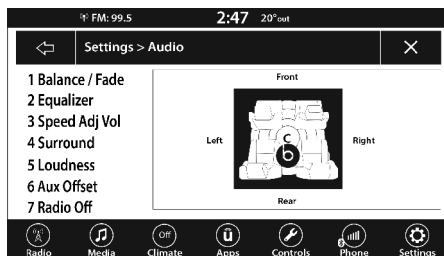 FM: 99.5 2:47 20°out
Settings > Audio
1 Balance / Fade
2 Equalizer
3 Speed Adj Vol
4 Surround
5 Loudness
6 Aux Offset
7 Radio Off
Front
Left
Right
C
b
Rear
Off
û
Radio Media Climate Apps Controls Phone Settings